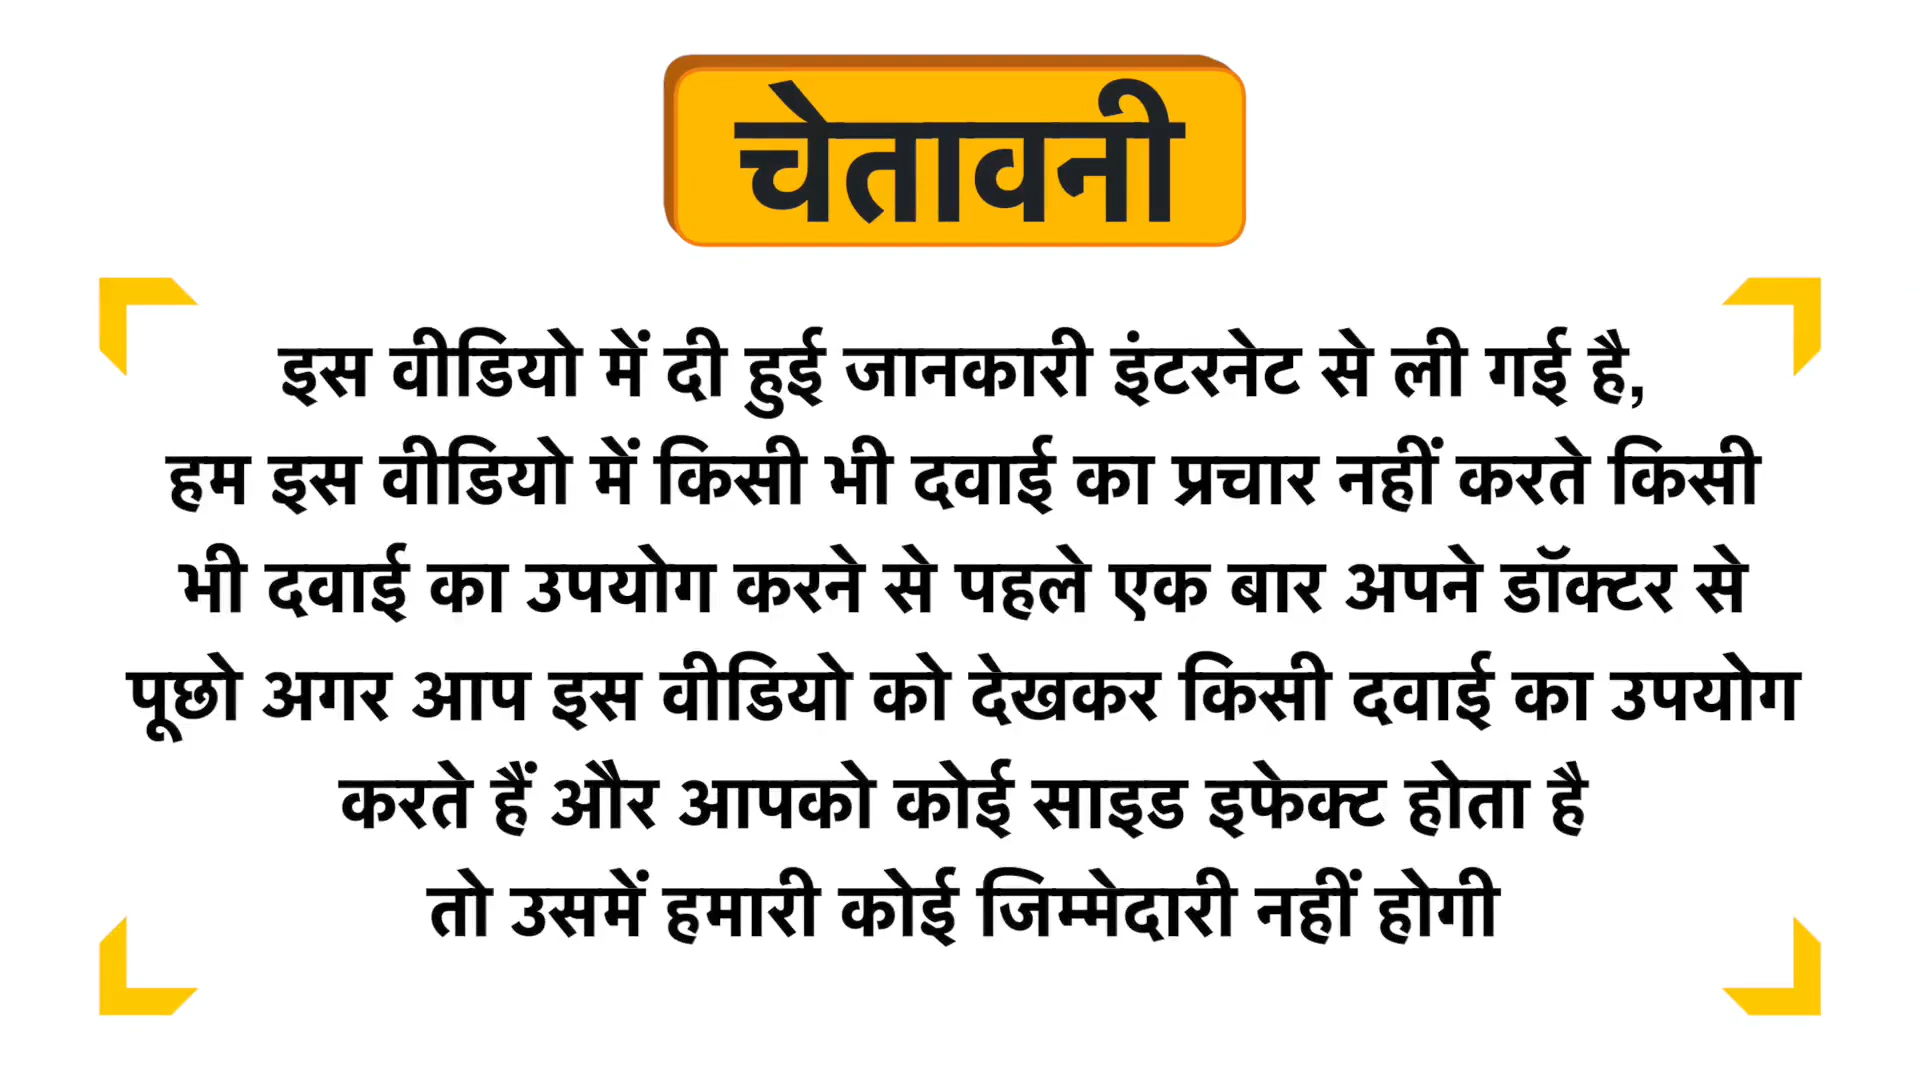 चेतावनी
इस वीडियो में दी हुई जानकारी इंटरनेट से ली गई है,
हम इस वीडियो में किसी भी दवाई का प्रचार नहीं करते किसी
भी दवाई का उपयोग करने से पहले एक बार अपने डॉक्टर से
पूछो अगर आप इस वीडियो को देखकर किसी दवाई का उपयोग
करते हैं और आपको कोई साइड इफेक्ट होता है
तो उसमें हमारी कोई जिम्मेदारी नहीं होगी